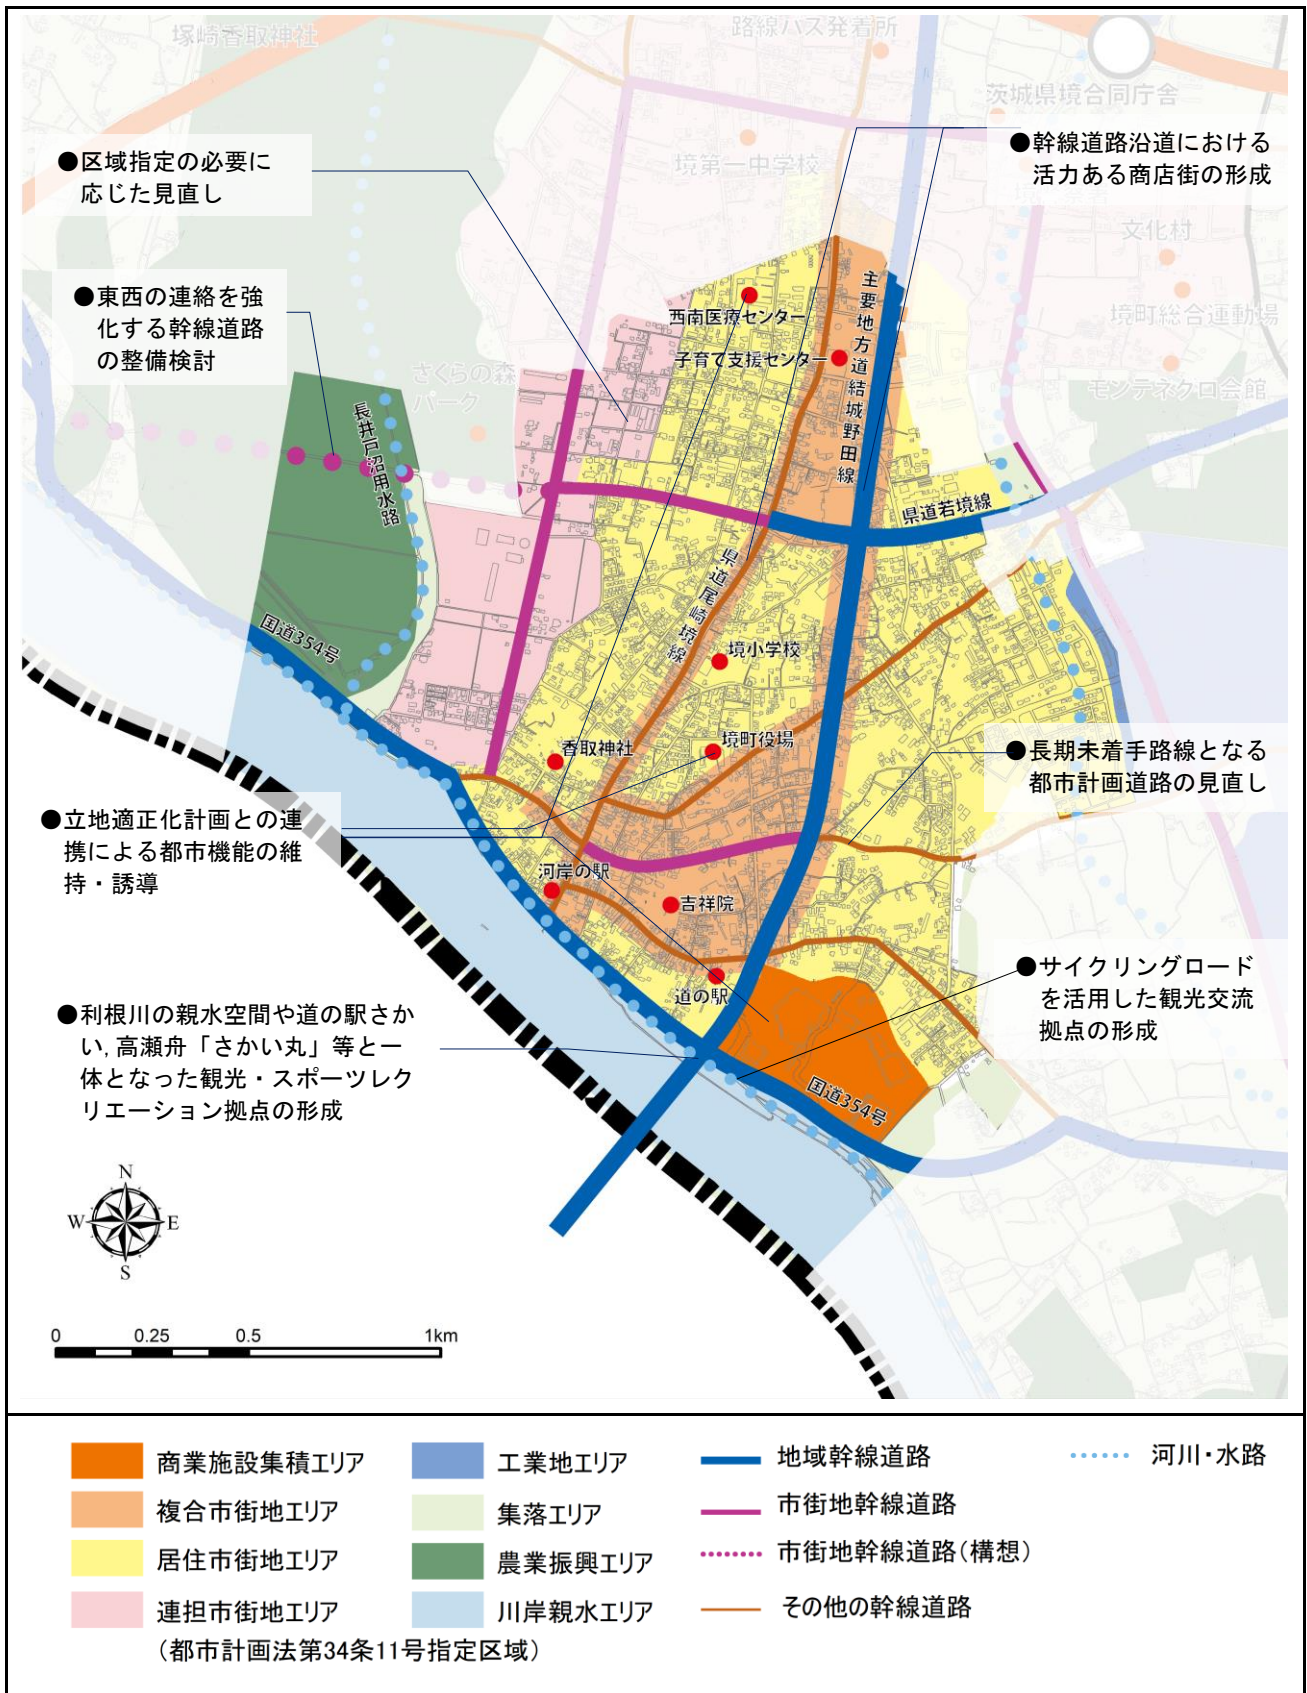 塚崎香取神社
路線バス発着所
茨城県境合同庁舎
●区域指定の必要に
応じた見直し
境第一中学校
●幹線道路沿道における
活力ある商店街の形成
文化村
●東西の連絡を強
化する幹線道路
の整備検討
西南医療センター
主要地方道結城野田線
境町総合運動場
子育て支援センター
さくらの森
パーク
モンテネグロ会館
長井戸沼用水路
県道若境線
県道尾崎境線
国道354号
境小学校
香取神社
境町役場
●長期未着手路線となる
都市計画道路の見直し
●立地適正化計画との連
携による都市機能の維
持・誘導
河岸の駅
吉祥院
●サイクリングロード
を活用した観光交流
拠点の形成
道の駅
●利根川の親水空間や道の駅さか
い,高瀬舟「さかい丸」等と一
体となった観光・スポーツレク
リエーション拠点の形成
国道354号
N
W E
S
0 0.25 0.5 1km
商業施設集積エリア
複合市街地エリア
居住市街地エリア
連担市街地エリア
（都市計画法第34条11号指定区域）
工業地エリア
集落エリア
農業振興エリア
川岸親水エリア
地域幹線道路
市街地幹線道路
市街地幹線道路（構想）
その他の幹線道路
河川・水路